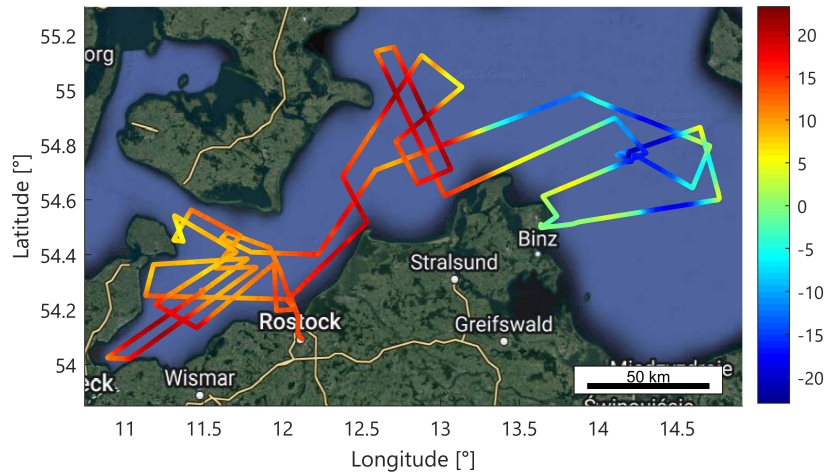 55.2
55
54.8
54.6
54.4
54.2
54
Latitude [°]
org
Binz
Stralsund
Rostock
Greifswald
eck
Wismar
50 km
11
11.5
12
12.5
13
13.5
14
14.5
Longitude [°]
20
15
10
5
0
-5
-10
-15
-20